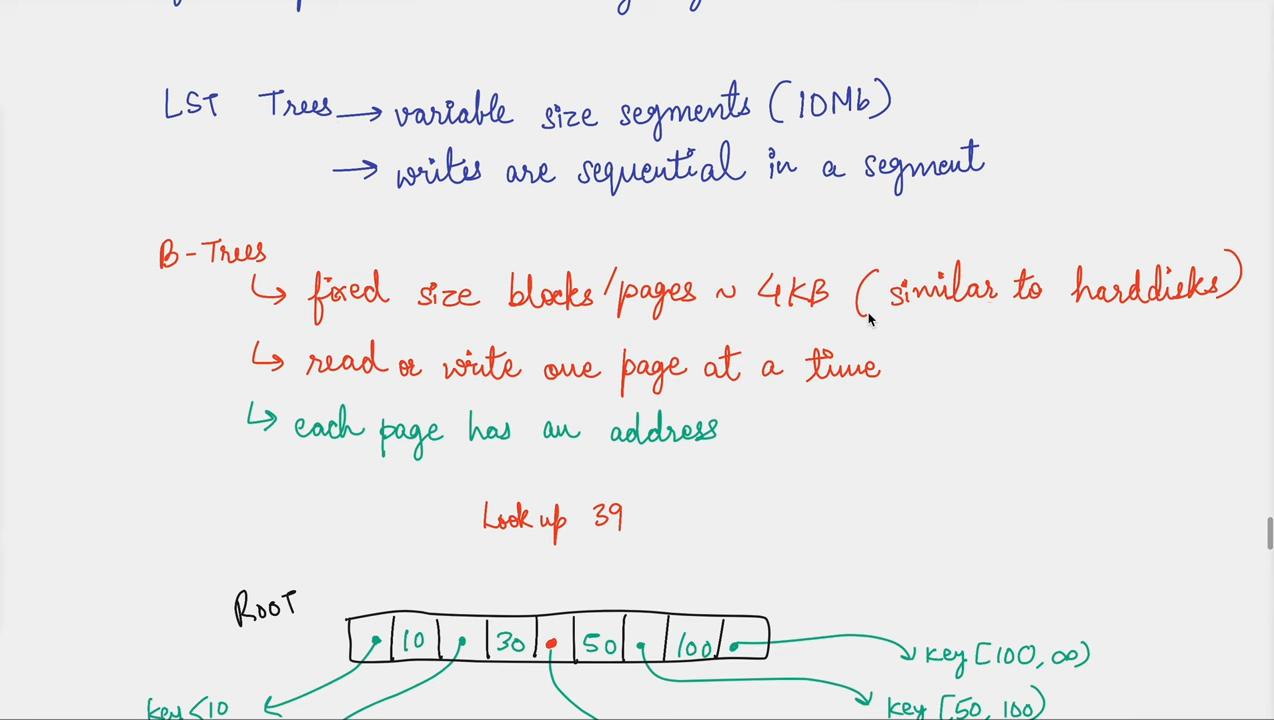 LST Trees → variable size segments (10Mb)
→ writes are sequential in a segment
B-Trees
↳ fixed size blocks/pages ~ 4KB (similar to harddisks)
↳ read or write one page at a time
↳ each page has an address
Look up 39
ROOT
10 30 50 100
key [100, ∞)
key <10
key [50, 100)